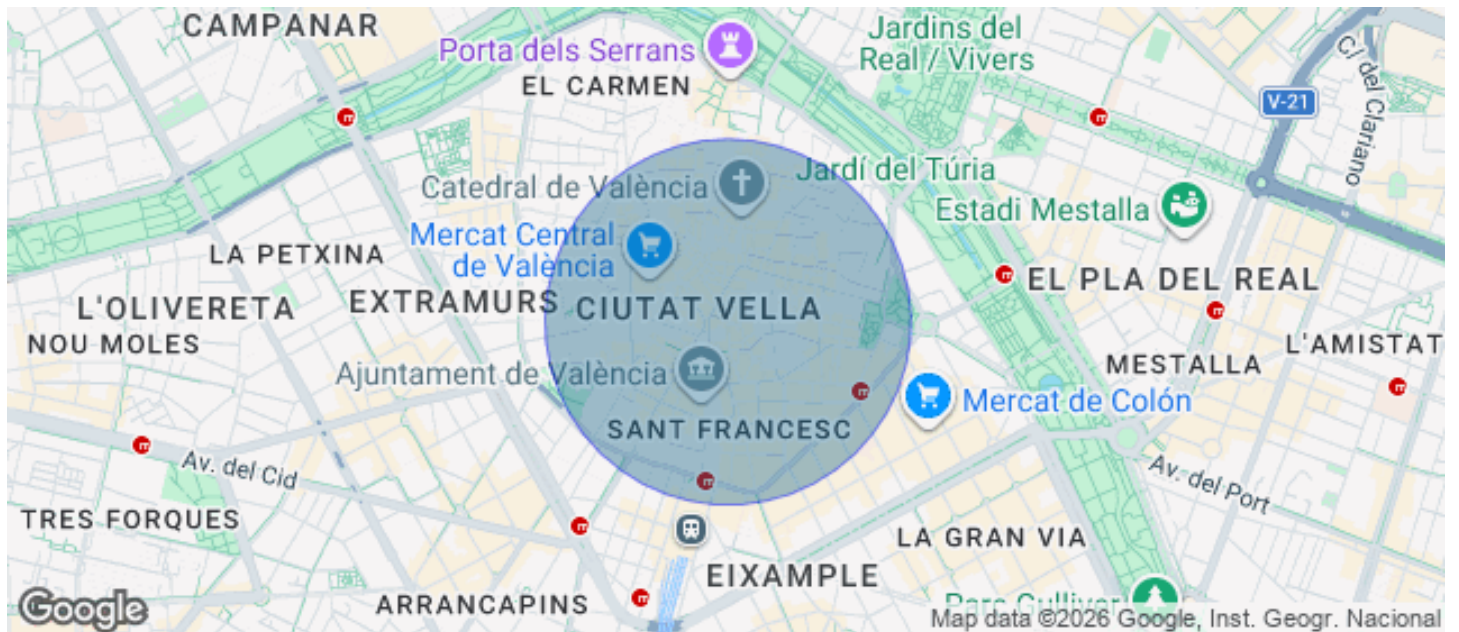 CAMPANAR
Porta dels Serrans
EL CARMEN
Jardins del
Real / Vivers
C/ del Clariano
V-21
Catedral de València
Jardí del Túria
Estadi Mestalla
Mercat Central
de València
LA PETXINA
EL PLA DEL REAL
L'OLIVERETA
EXTRAMURS
CIUTAT VELLA
NOU MOLES
L'AMISTAT
Ajuntament de València
MESTALLA
Mercat de Colón
SANT FRANCESC
Av. del Cid
Av. del Port
TRES FORQUES
LA GRAN VIA
EIXAMPLE
ARRANCAPINS
Parc Gulliver
Google
Map data ©2026 Google, Inst. Geogr. Nacional